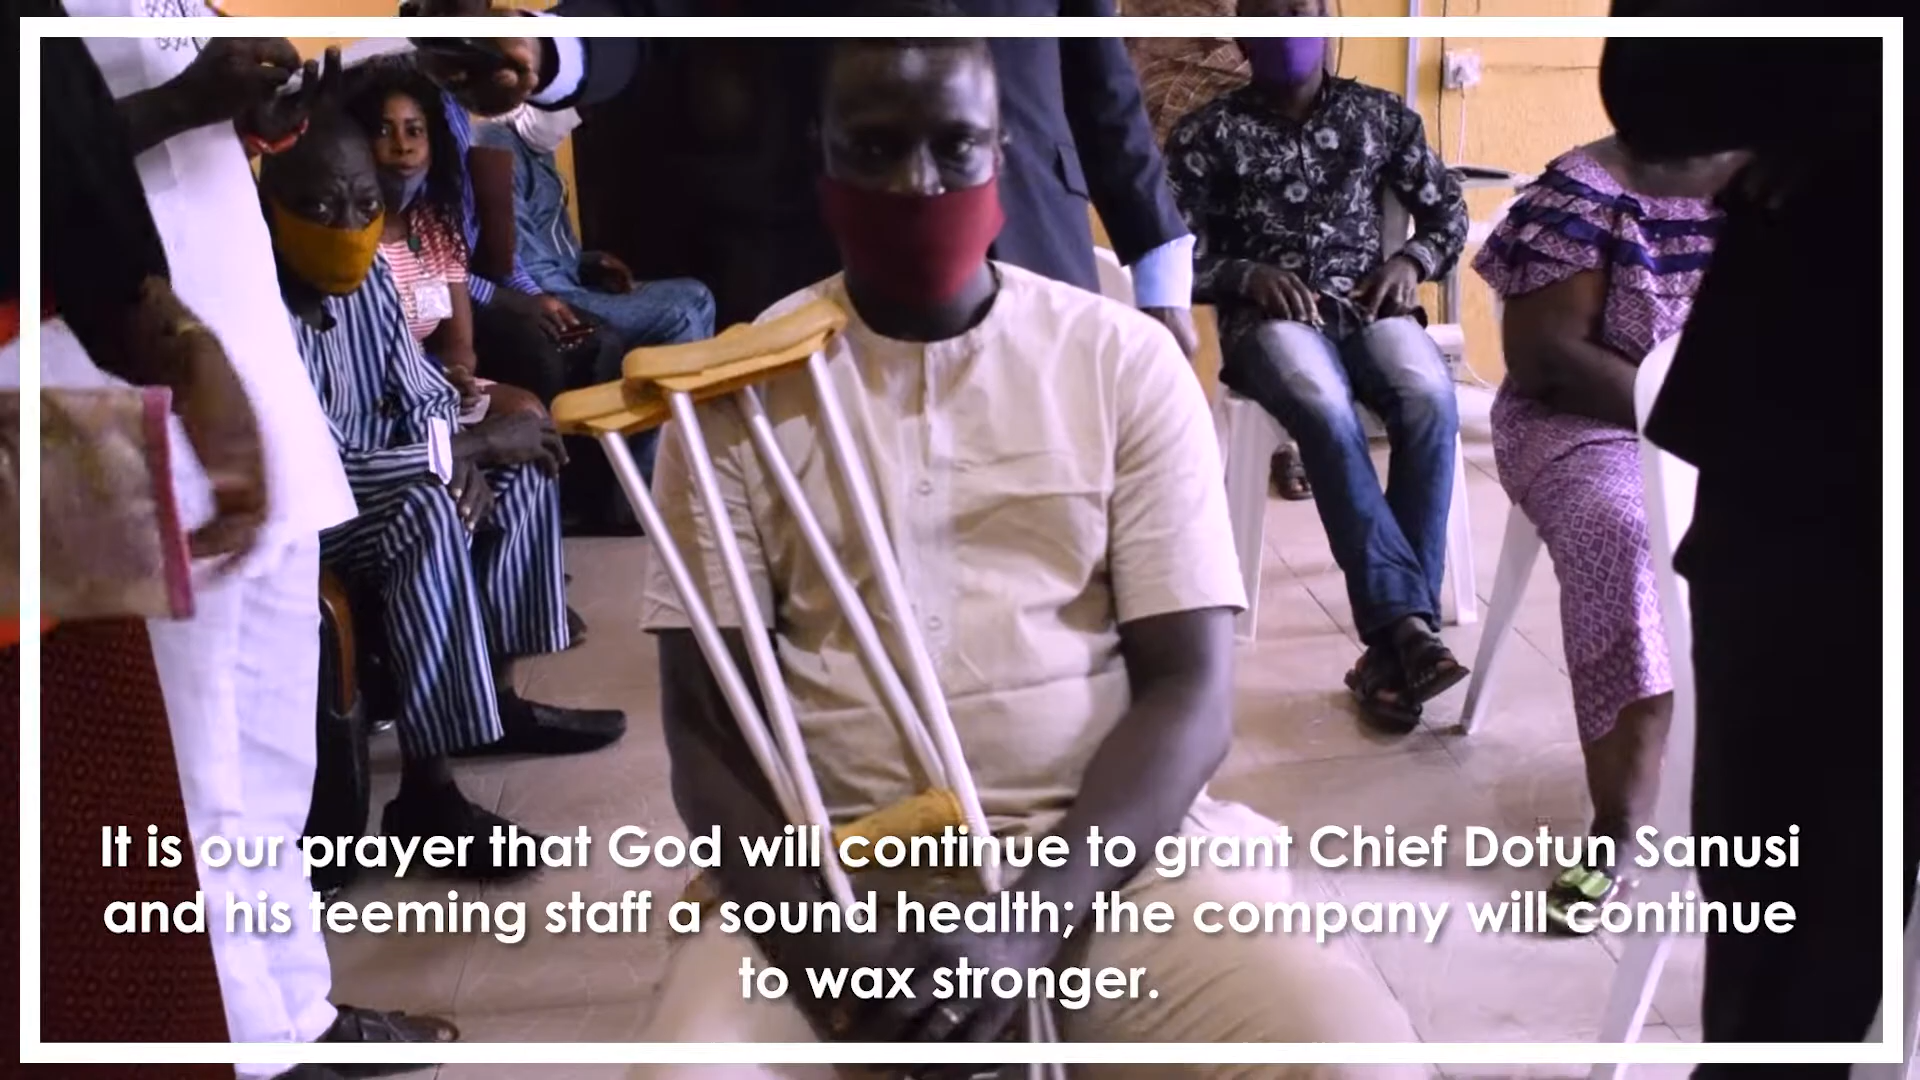 It is our prayer that God will continue to grant Chief Dotun Sanusi
and his teeming staff a sound health; the company will continue
to wax stronger.